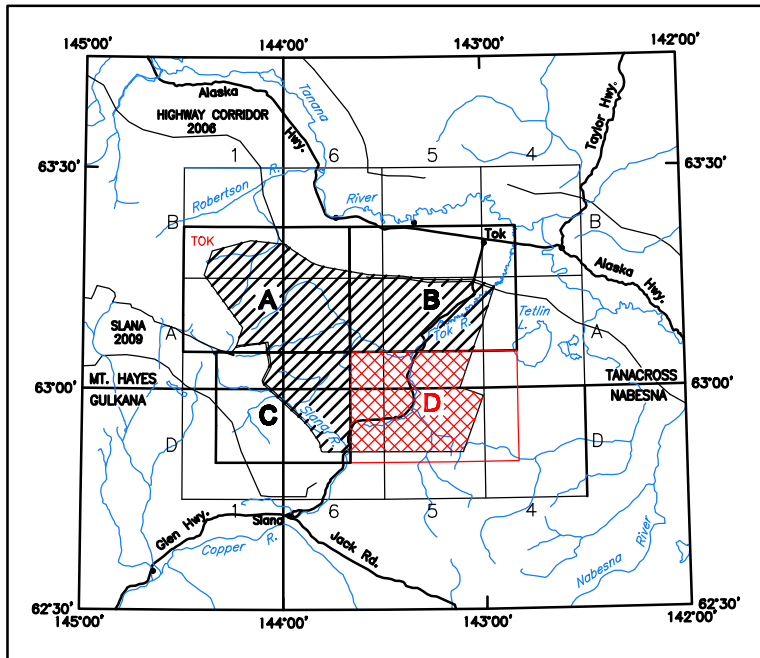 145°00'
144°00'
143°00'
142°00'
Alaska
Tanana
HIGHWAY CORRIDOR
2006
Hwy.
Taylor Hwy.
63°30'
63°30'
1
6
5
4
Robertson R.
River
B
B
TOK
Tok
Alaska Hwy.
A
B
Tetlin
L.
Tok R.
SLANA
2009
A
A
63°00'
MT. HAYES
GULKANA
63°00'
TANACROSS
NABESNA
C
D
Slana R.
D
D
1
6
5
4
Slana
Glen Hwy.
Copper R.
Jack Rd.
Nabesna River
62°30'
62°30'
145°00'
144°00'
143°00'
142°00'